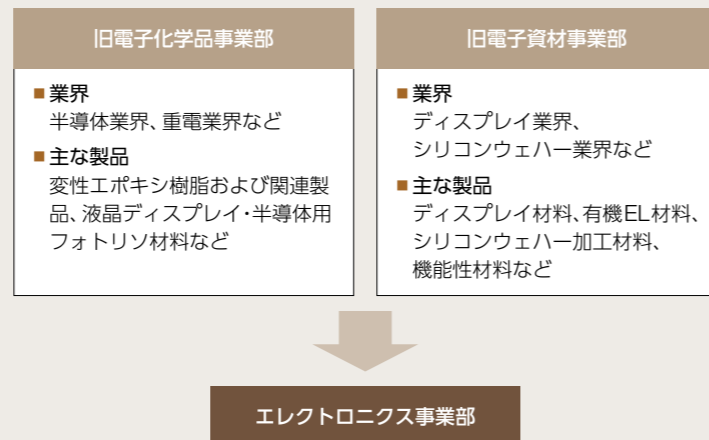 旧電子化学品事業部
■業界
半導体業界、重電業界など
■主な製品
変性エポキシ樹脂および関連製
品、液晶ディスプレイ・半導体用
フォトリソ材料など
旧電子資材事業部
■業界
ディスプレイ業界、
シリコンウェハー業界など
■主な製品
ディスプレイ材料、有機EL材料、
シリコンウェハー加工材料、
機能性材料など
エレクトロニクス事業部